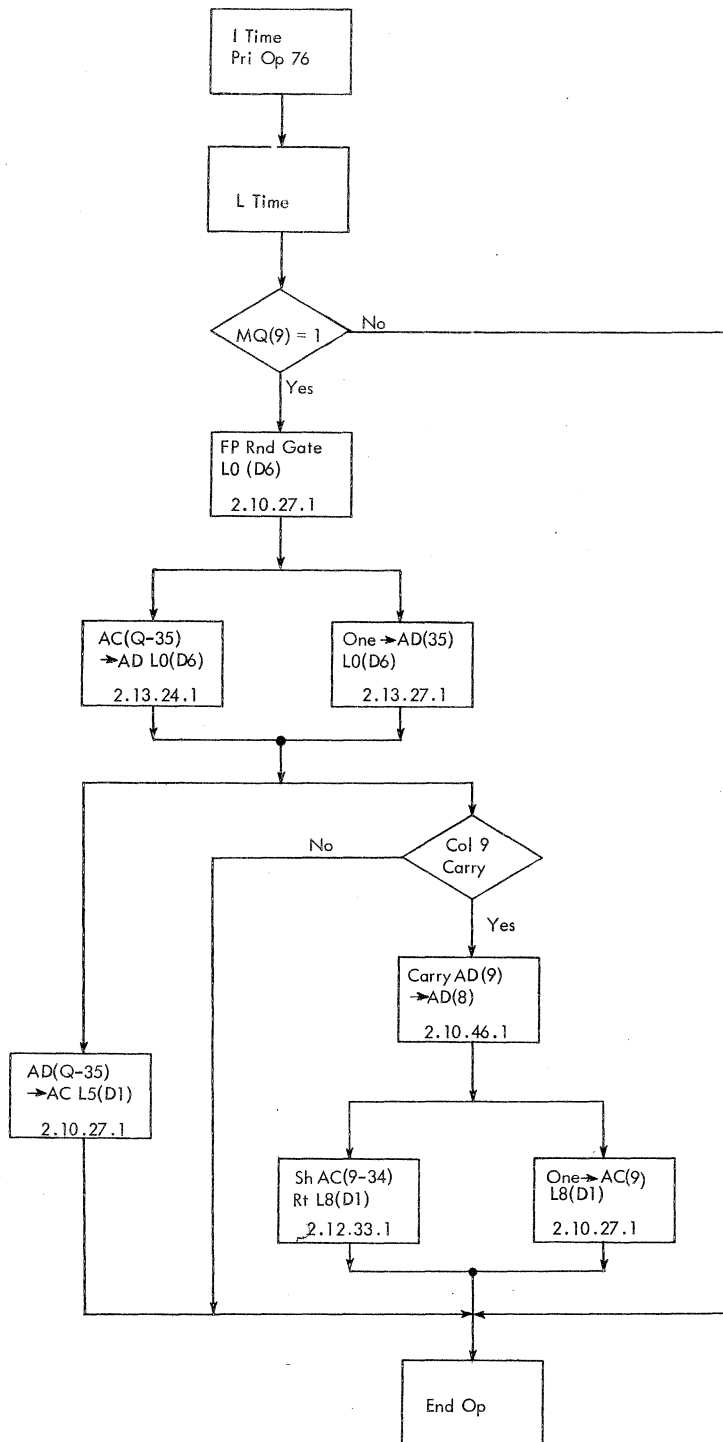 I Time
Pri Op 76
L Time
MQ(9) = 1
No
Yes
FP Rnd Gate
L0 (D6)
2.10.27.1
AC(Q-35)
→AD L0(D6)
2.13.24.1
One→AD(35)
L0(D6)
2.13.27.1
No
Col 9
Carry
Yes
Carry AD(9)
→AD(8)
2.10.46.1
AD(Q-35)
→AC L5(D1)
2.10.27.1
Sh AC(9-34)
Rt L8(D1)
2.12.33.1
One→AC(9)
L8(D1)
2.10.27.1
End Op